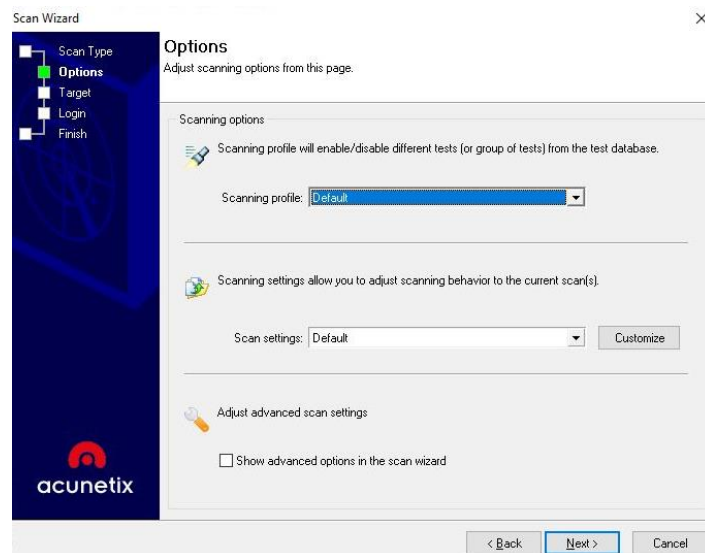 Scan Wizard
Scan Type
Options
Target
Login
Finish
Options
Adjust scanning options from this page.
Scanning options
Scanning profile will enable/disable different tests (or group of tests) from the test database.
Scanning profile: Default
Scanning settings allow you to adjust scanning behavior to the current scan(s).
Scan settings: Default Customize
Adjust advanced scan settings
Show advanced options in the scan wizard
acunetix
< Back Next > Cancel